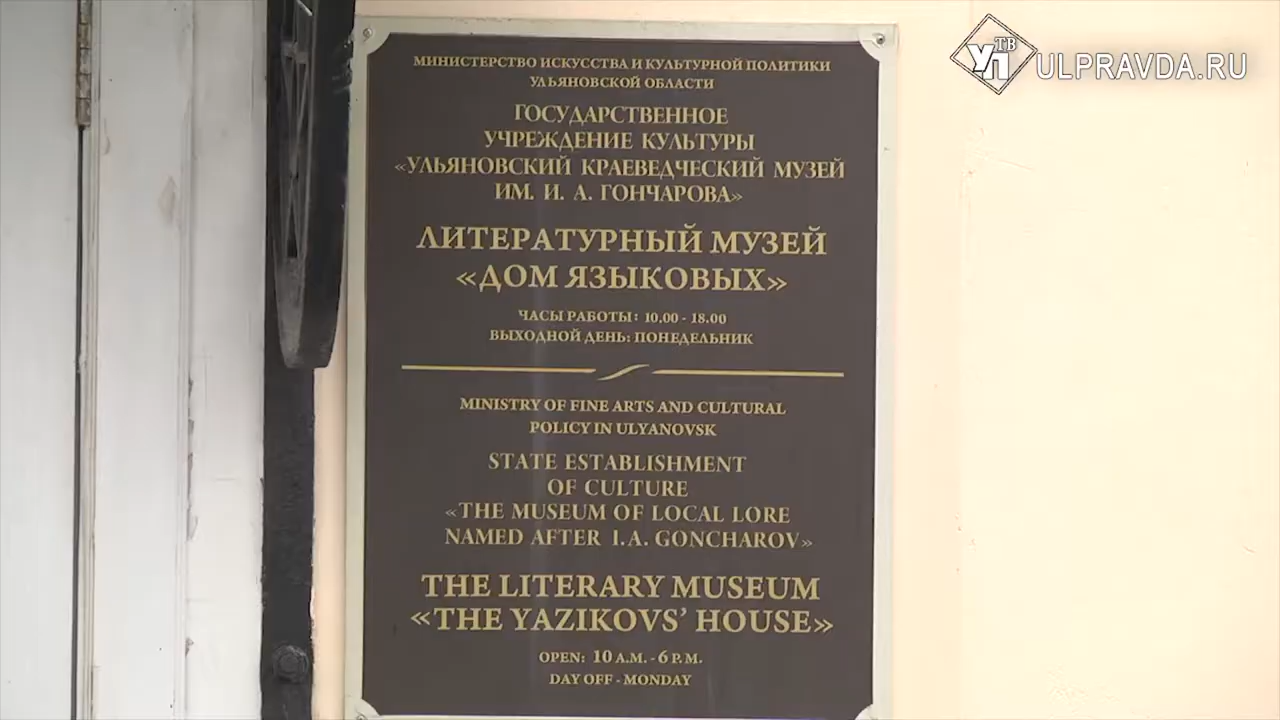 МИНИСТЕРСТВО ИСКУССТВА И КУЛЬТУРНОЙ ПОЛИТИКИ
УЛЬЯНОВСКОЙ ОБЛАСТИ
ГОСУДАРСТВЕННОЕ
УЧРЕЖДЕНИЕ КУЛЬТУРЫ
«УЛЬЯНОВСКИЙ КРАЕВЕДЧЕСКИЙ МУЗЕЙ
ИМ. И. А. ГОНЧАРОВА»
ЛИТЕРАТУРНЫЙ МУЗЕЙ
«ДОМ ЯЗЫКОВЫХ»
ЧАСЫ РАБОТЫ: 10.00 - 18.00
ВЫХОДНОЙ ДЕНЬ: ПОНЕДЕЛЬНИК
MINISTRY OF FINE ARTS AND CULTURAL
POLICY IN ULYANOVSK
STATE ESTABLISHMENT
OF CULTURE
«THE MUSEUM OF LOCAL LORE
NAMED AFTER I.A. GONCHAROV»
THE LITERARY MUSEUM
«THE YAZIKOVS’ HOUSE»
OPEN: 10 A.M. - 6 P.M.
DAY OFF - MONDAY
УП ТВ ULPRAVDA.RU